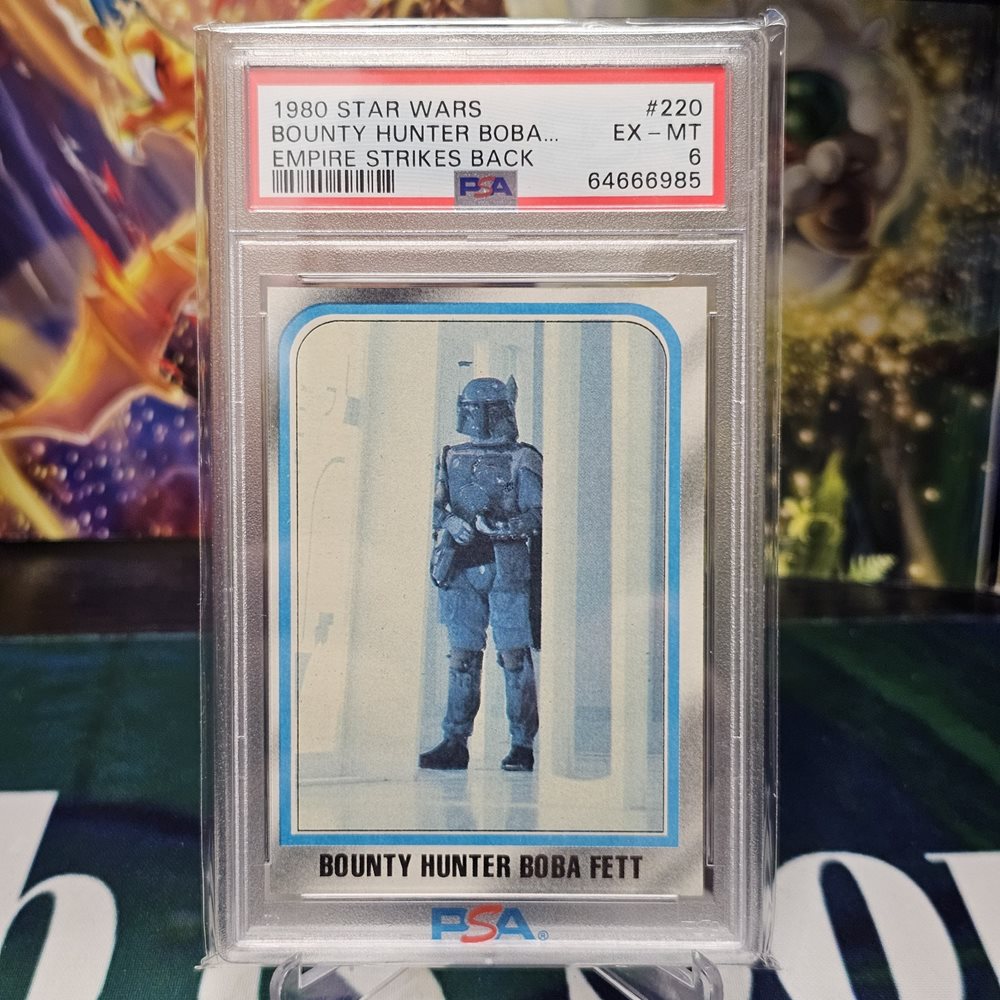 1980 STAR WARS #220
BOUNTY HUNTER BOBA... EX - MT
EMPIRE STRIKES BACK 6
PSA 64666985
BOUNTY HUNTER BOBA FETT
PSA®